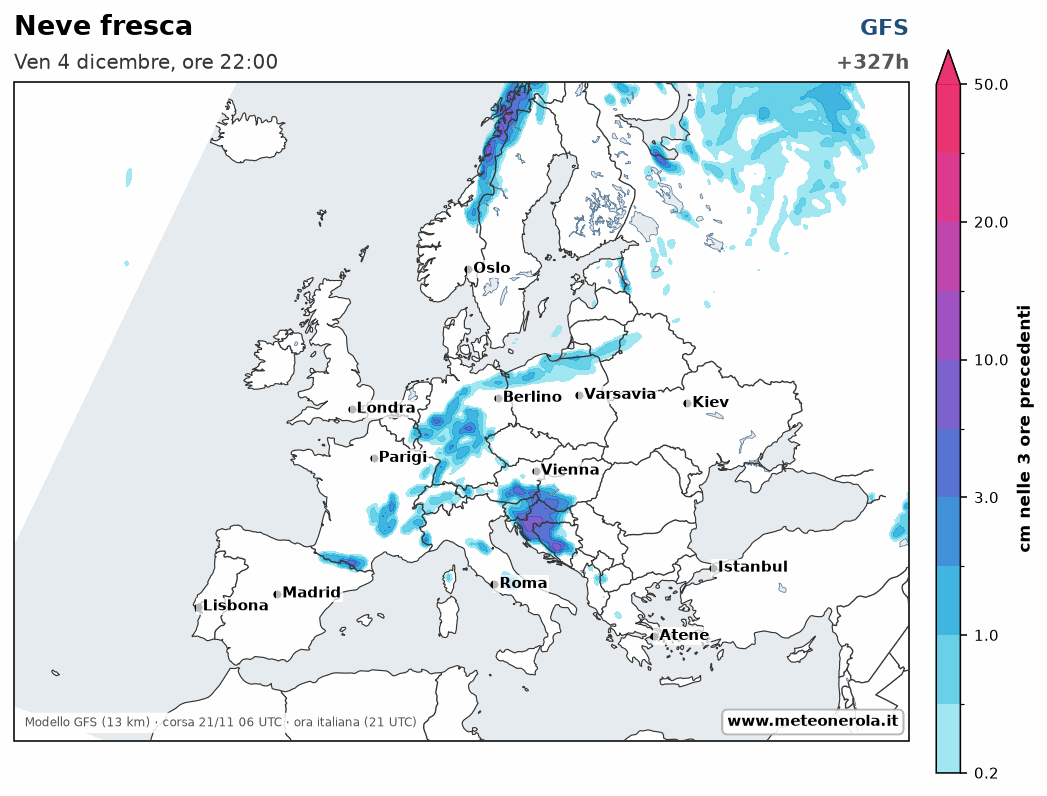 Neve fresca
GFS
Ven 4 dicembre, ore 22:00
+327h
50.0
20.0
10.0
3.0
1.0
0.2
cm nelle 3 ore precedenti
Oslo
Berlino
Varsavia
Kiev
Londra
Parigi
Vienna
Istanbul
Roma
Madrid
Lisbona
Atene
Modello GFS (13 km) · corsa 21/11 06 UTC · ora italiana (21 UTC)
www.meteonerola.it